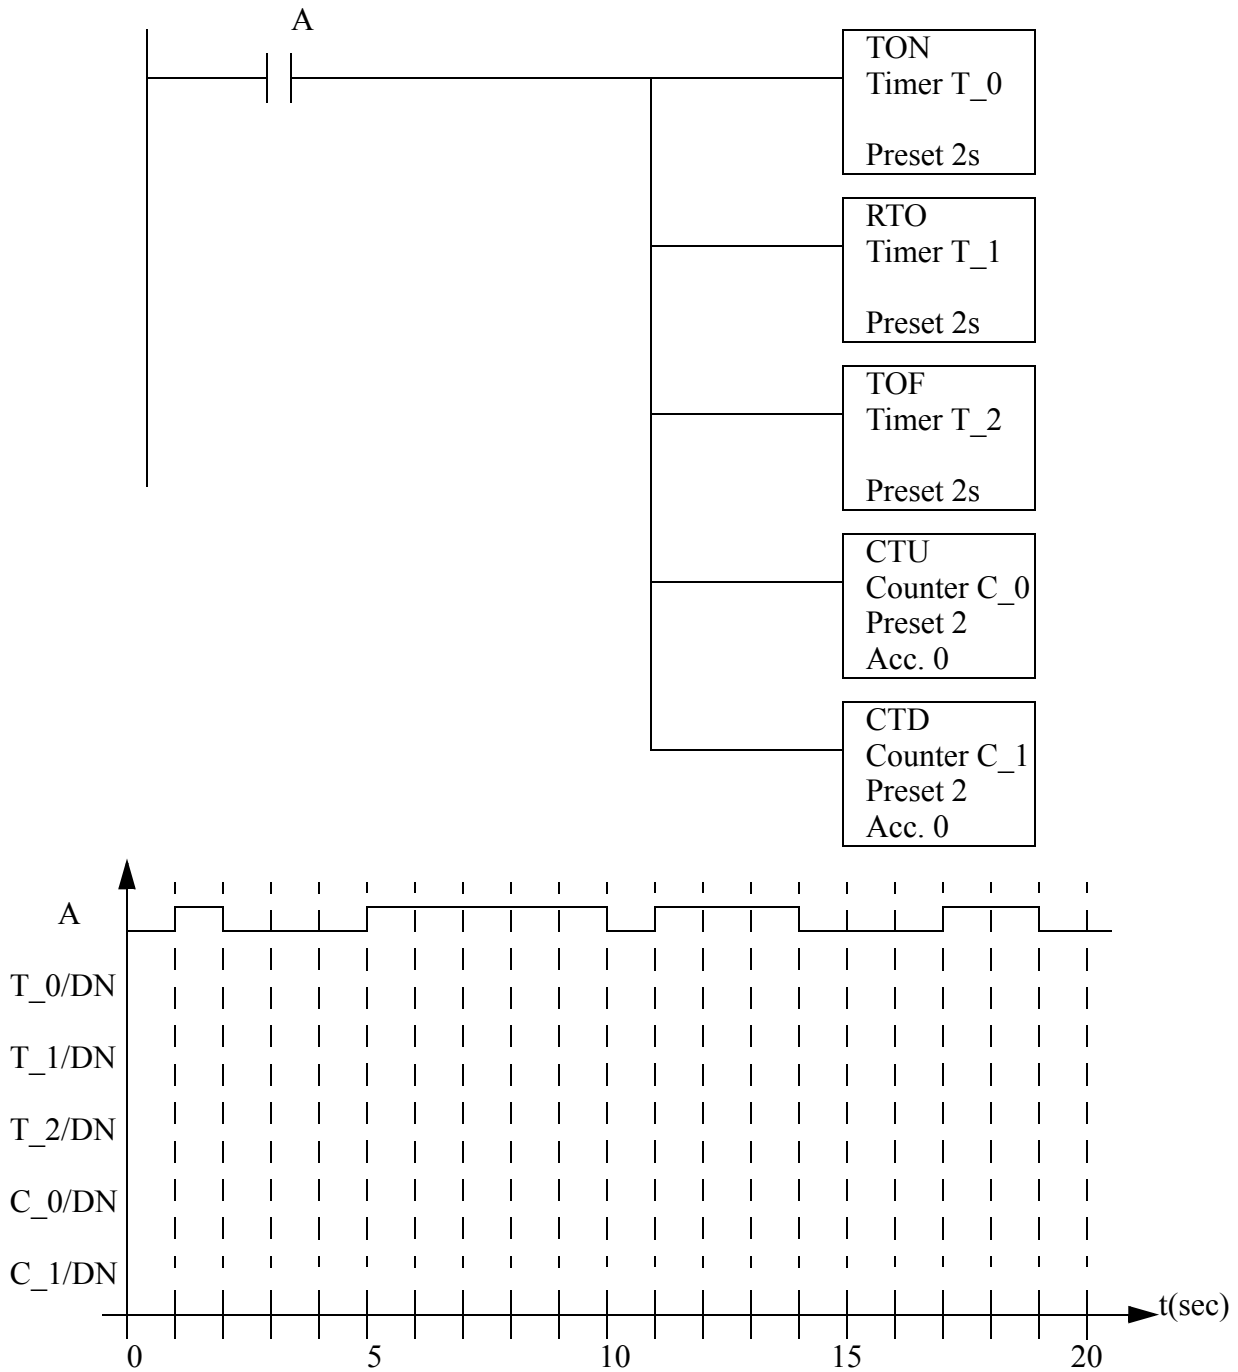 A
TON
Timer T_0
Preset 2s
RTO
Timer T_1
Preset 2s
TOF
Timer T_2
Preset 2s
CTU
Counter C_0
Preset 2
Acc. 0
CTD
Counter C_1
Preset 2
Acc. 0
A
T_0/DN
T_1/DN
T_2/DN
C_0/DN
C_1/DN
t(sec)
0 5 10 15 20